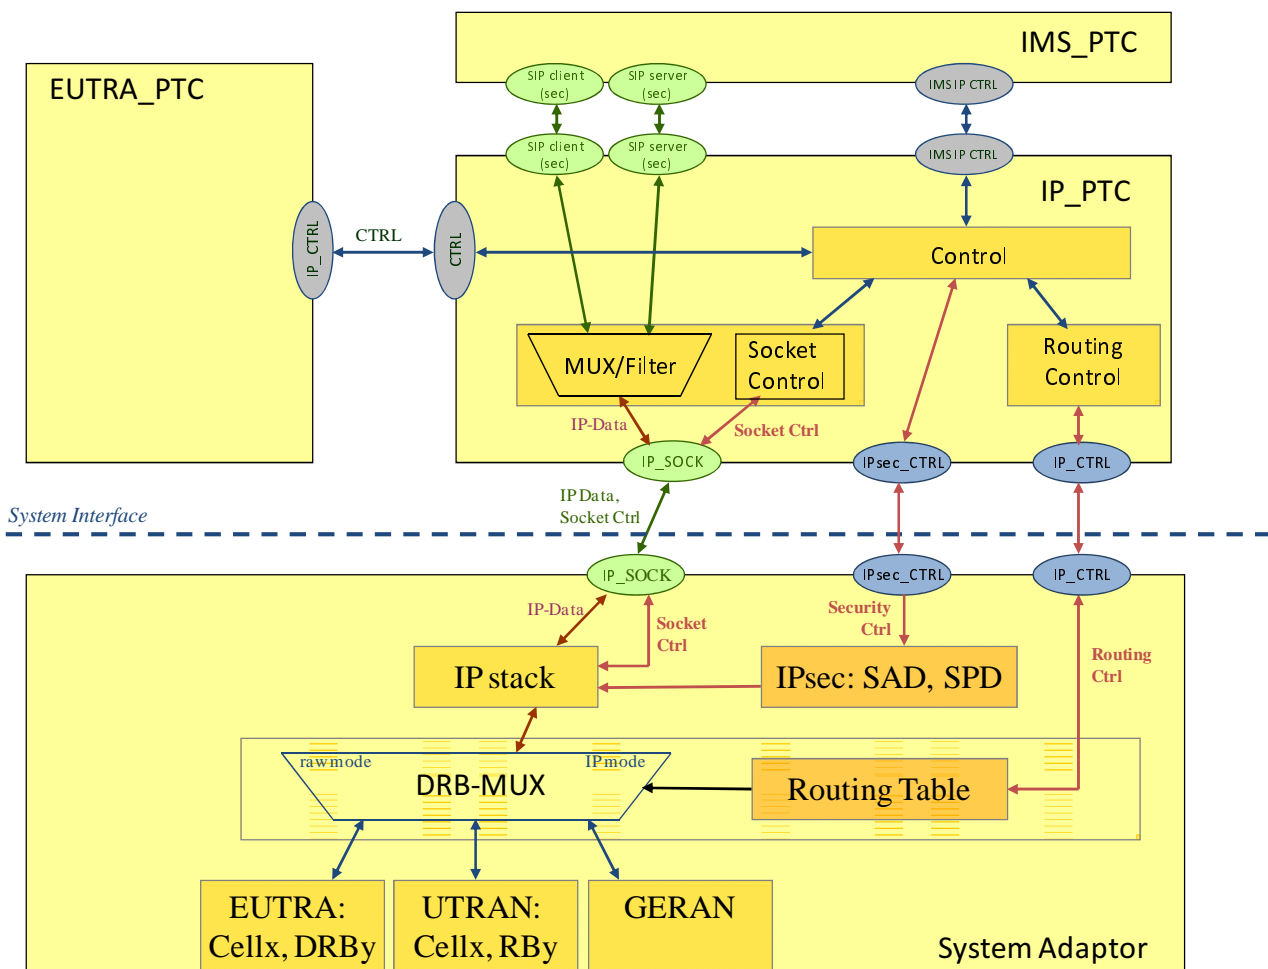 IMS_PTC
EUTRA_PTC
SIP client
(sec)
SIP server
(sec)
IMS IP CTRL
SIP client
(sec)
SIP server
(sec)
IMS IP CTRL
IP_PTC
IP_CTRL
CTRL
CTRL
Control
MUX/Filter
Socket
Control
Routing
Control
IP-Data
Socket Ctrl
IP_SOCK
IPsec_CTRL
IP_CTRL
IP Data,
Socket Ctrl
System Interface
IP_SOCK
IPsec_CTRL
IP_CTRL
IP-Data
Socket
Ctrl
Security
Ctrl
Routing
Ctrl
IP stack
IPsec: SAD, SPD
raw mode
IP mode
DRB-MUX
Routing Table
EUTRA:
Cellx, DRBy
UTRAN:
Cellx, RBy
GERAN
System Adaptor